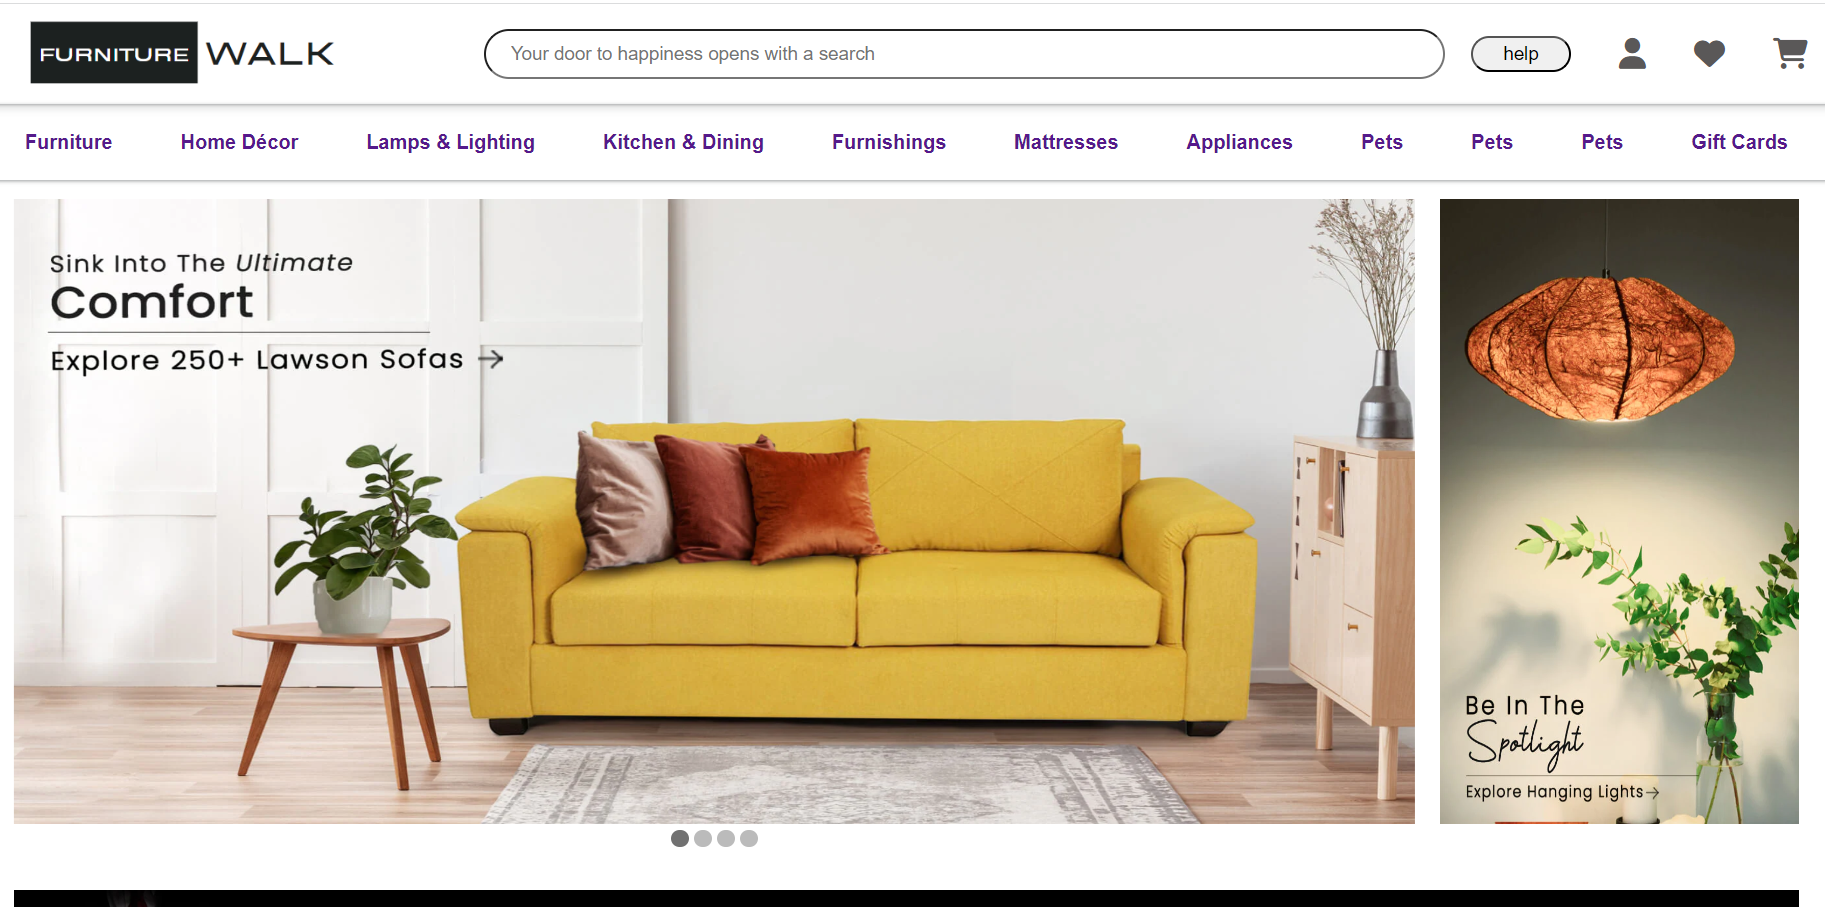 FURNITURE WALK
Your door to happiness opens with a search
help
Furniture Home Décor Lamps & Lighting Kitchen & Dining Furnishings Mattresses Appliances Pets Pets Pets Gift Cards
Sink Into The Ultimate
Comfort
Explore 250+ Lawson Sofas →
Be In The
Spotlight
Explore Hanging Lights→